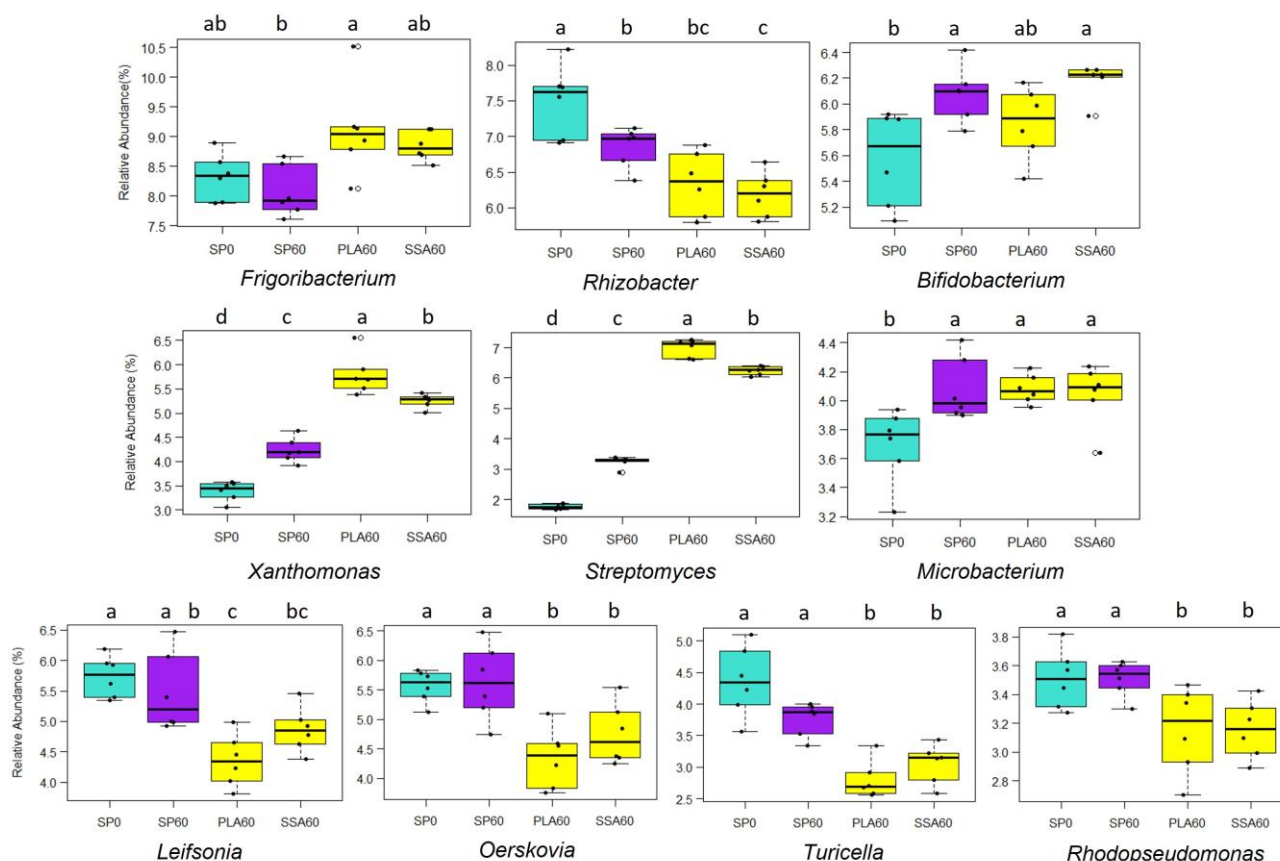 ab b a ab
Relative Abundance(%)
10.5
10.0
9.5
9.0
8.5
8.0
7.5
SP0 SP60 PLA60 SSA60
Frigoribacterium
a b bc c
8.0
7.5
7.0
6.5
6.0
SP0 SP60 PLA60 SSA60
Rhizobacter
b a ab a
6.4
6.2
6.0
5.8
5.6
5.4
5.2
SP0 SP60 PLA60 SSA60
Bifidobacterium
d c a b
Relative Abundance (%)
6.5
6.0
5.5
5.0
4.5
4.0
3.5
3.0
SP0 SP60 PLA60 SSA60
Xanthomonas
d c a b
7
6
5
4
3
2
SP0 SP60 PLA60 SSA60
Streptomyces
b a a a
4.4
4.2
4.0
3.8
3.6
3.4
3.2
SP0 SP60 PLA60 SSA60
Microbacterium
a a b c bc
Relative Abundance (%)
6.5
6.0
5.5
5.0
4.5
4.0
SP0 SP60 PLA60 SSA60
Leifsonia
a a b b
6.5
6.0
5.5
5.0
4.5
4.0
SP0 SP60 PLA60 SSA60
Oerskovia
a a b b
5.0
4.5
4.0
3.5
3.0
2.5
SP0 SP60 PLA60 SSA60
Turicella
a a b b
3.8
3.6
3.4
3.2
3.0
2.8
SP0 SP60 PLA60 SSA60
Rhodopseudomonas